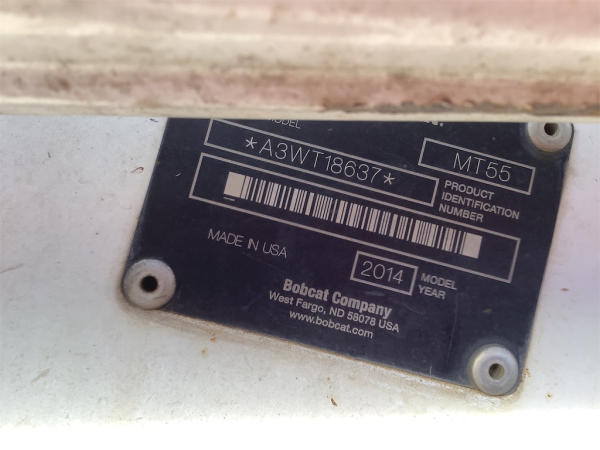 MODEL
MT55
*A3WT18637*
PRODUCT
IDENTIFICATION
NUMBER
MADE IN USA
2014
MODEL
YEAR
Bobcat Company
West Fargo, ND 58078 USA
www.bobcat.com